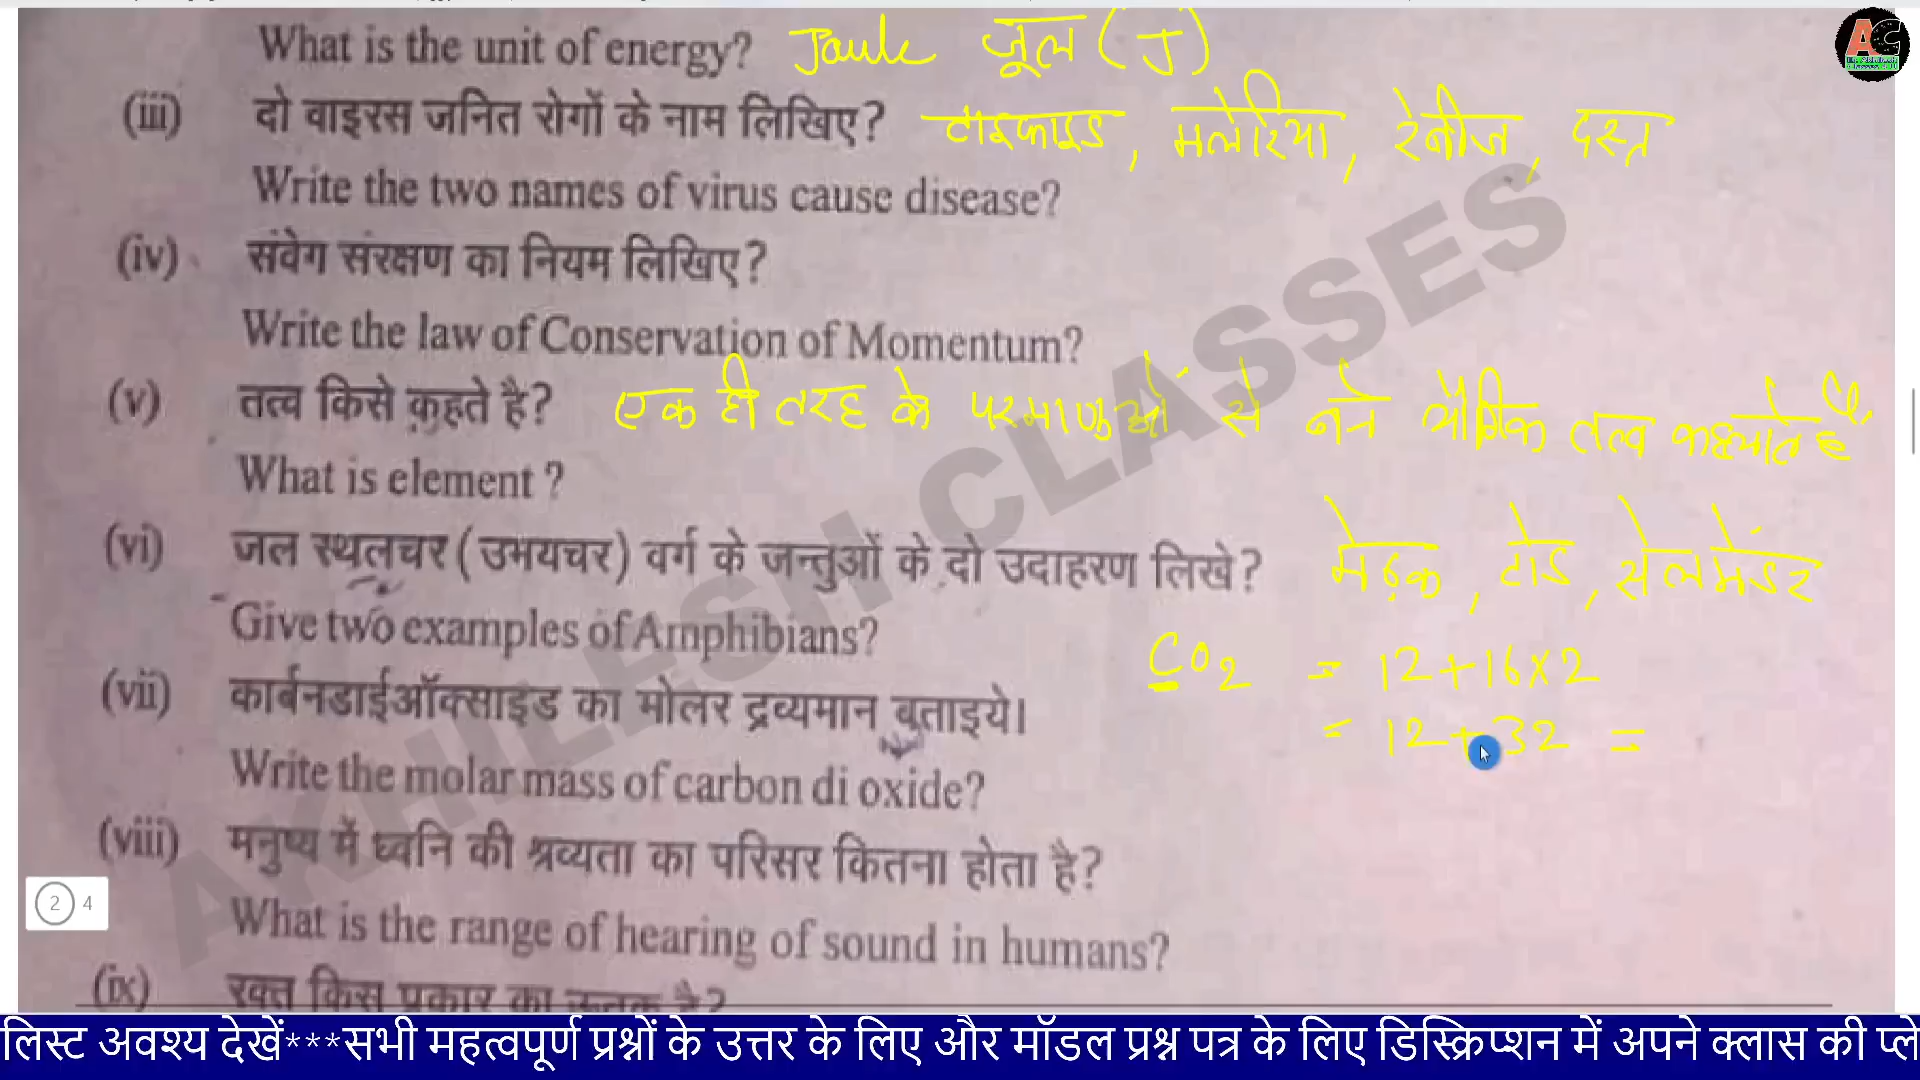 What is the unit of energy? Joule जूल (J)
(iii) दो वाइरस जनित रोगों के नाम लिखिए? टाइफाइड, मलेरिया, रेबीज, दस्त
Write the two names of virus cause disease?
(iv) संवेग संरक्षण का नियम लिखिए?
Write the law of Conservation of Momentum?
(v) तत्व किसे कहते है? एक ही तरह के परमाणुओं से बने यौगिक तत्व कहलाते है
What is element ?
(vi) जल स्थलचर (उभयचर) वर्ग के जन्तुओं के दो उदाहरण लिखे? मेढ़क, टोड, सेलमेंडर
Give two examples of Amphibians?
CO2 = 12+16×2
(vii) कार्बनडाईऑक्साइड का मोलर द्रव्यमान बताइये।
= 12+32 =
Write the molar mass of carbon di oxide?
(viii) मनुष्य में ध्वनि की श्रव्यता का परिसर कितना होता है?
2 4
What is the range of hearing of sound in humans?
(ix) रक्त किस प्रकार का ऊतक है?
AKHLESH CLASSES
AC
लिस्ट अवश्य देखें***सभी महत्वपूर्ण प्रश्नों के उत्तर के लिए और मॉडल प्रश्न पत्र के लिए डिस्क्रिप्शन में अपने क्लास की प्ले